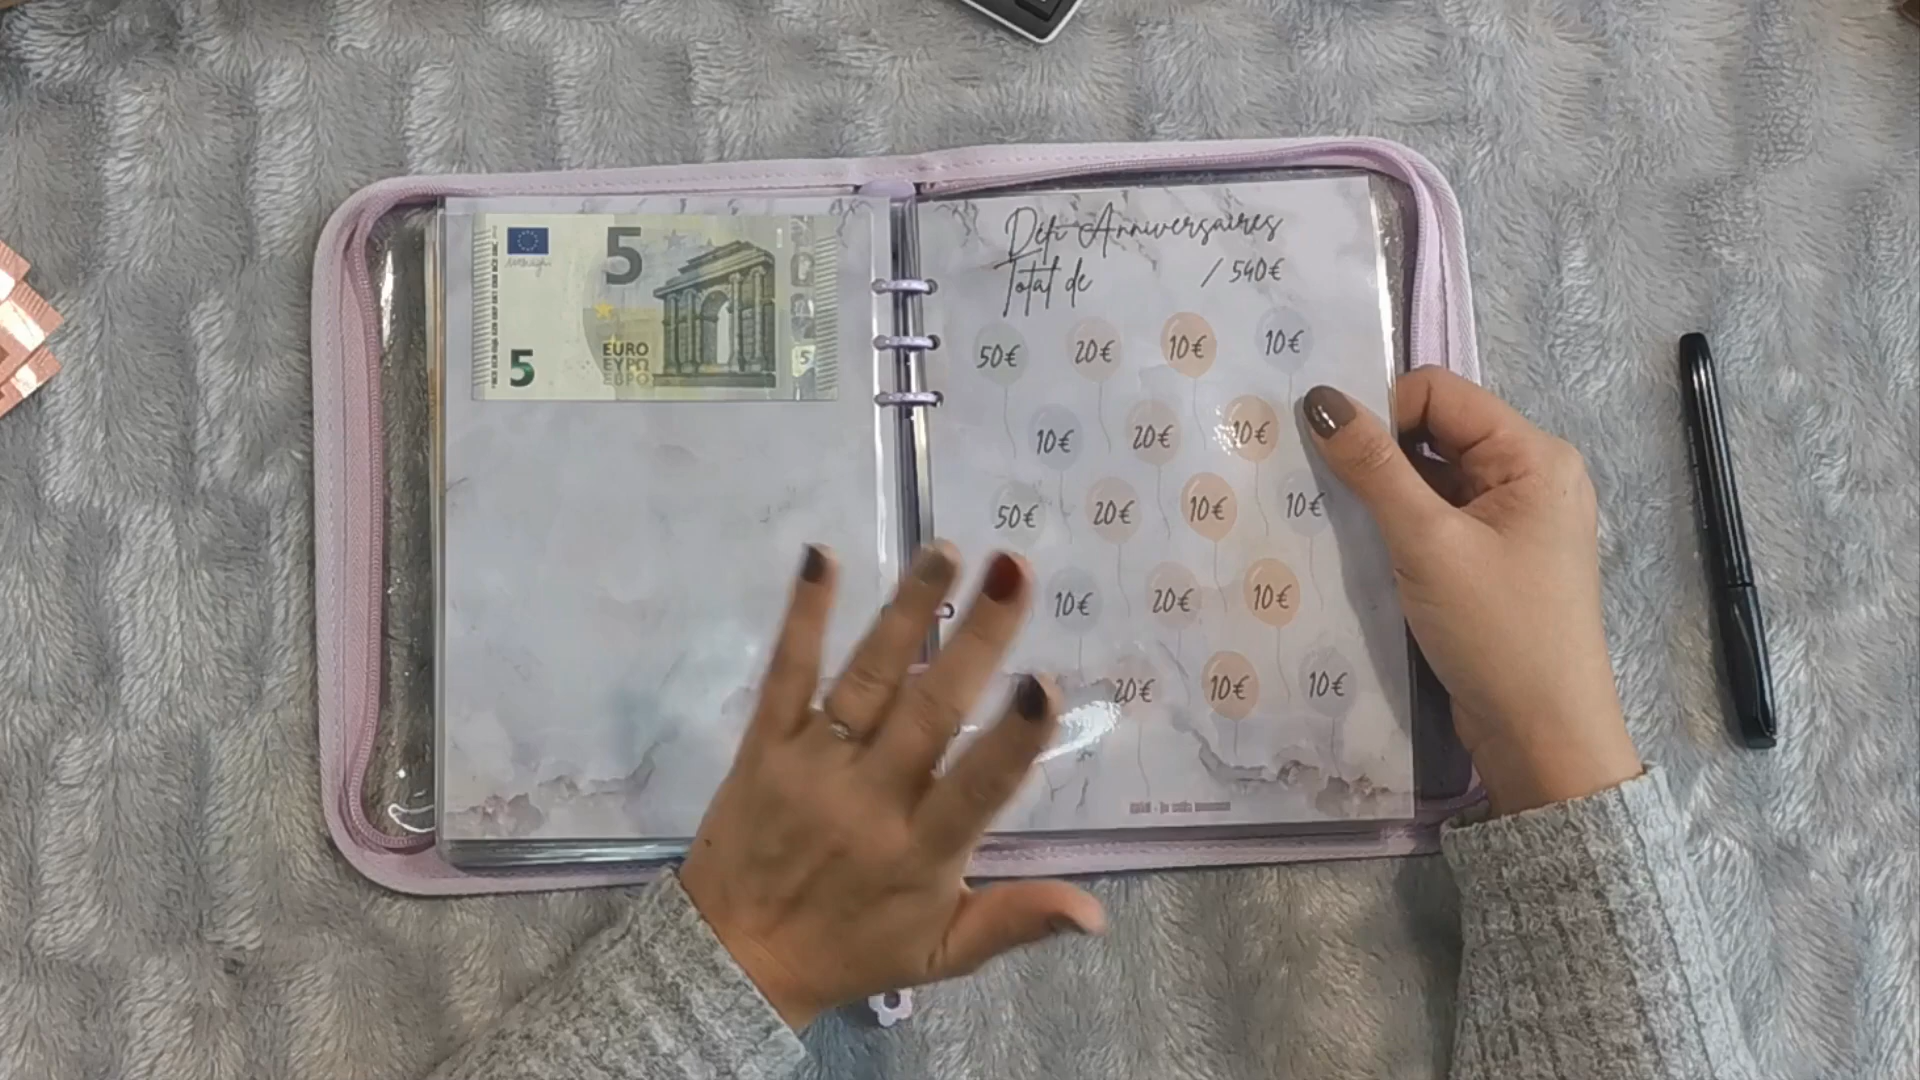 5
EURO
ΕΥΡΩ
ЕВРО
5
5
Défi Anniversaires
Total de / 540€
50€ 20€ 10€ 10€
10€ 20€ 10€
50€ 20€ 10€ 10€
10€ 20€ 10€
20€ 10€ 10€